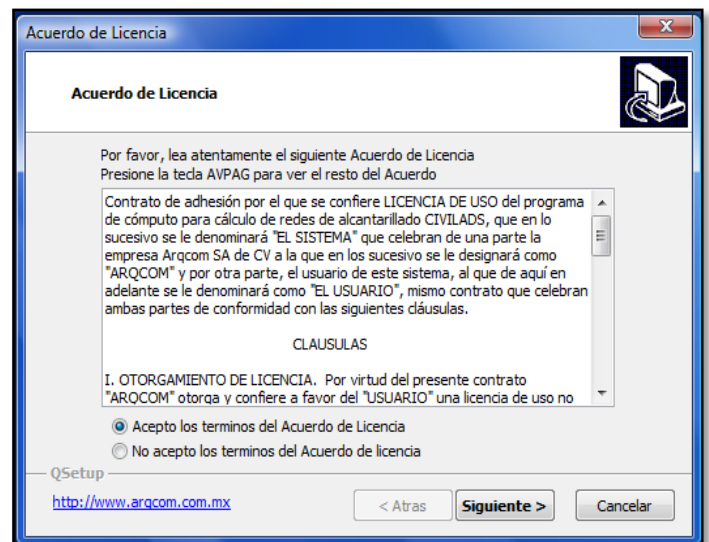 Acuerdo de Licencia
Acuerdo de Licencia
Por favor, lea atentamente el siguiente Acuerdo de Licencia
Presione la tecla AVPAG para ver el resto del Acuerdo
Contrato de adhesión por el que se confiere LICENCIA DE USO del programa
de cómputo para cálculo de redes de alcantarillado CIVILADS, que en lo
sucesivo se le denominará "EL SISTEMA" que celebran de una parte la
empresa Arqcom SA de CV a la que en los sucesivo se le designará como
"ARQCOM" y por otra parte, el usuario de este sistema, al que de aquí en
adelante se le denominará como "EL USUARIO", mismo contrato que celebran
ambas partes de conformidad con las siguientes cláusulas.
CLAUSULAS
I. OTORGAMIENTO DE LICENCIA. Por virtud del presente contrato
"ARQCOM" otorga y confiere a favor del "USUARIO" una licencia de uso no
Acepto los terminos del Acuerdo de Licencia
No acepto los terminos del Acuerdo de licencia
QSetup
http://www.arqcom.com.mx
< Atras
Siguiente >
Cancelar